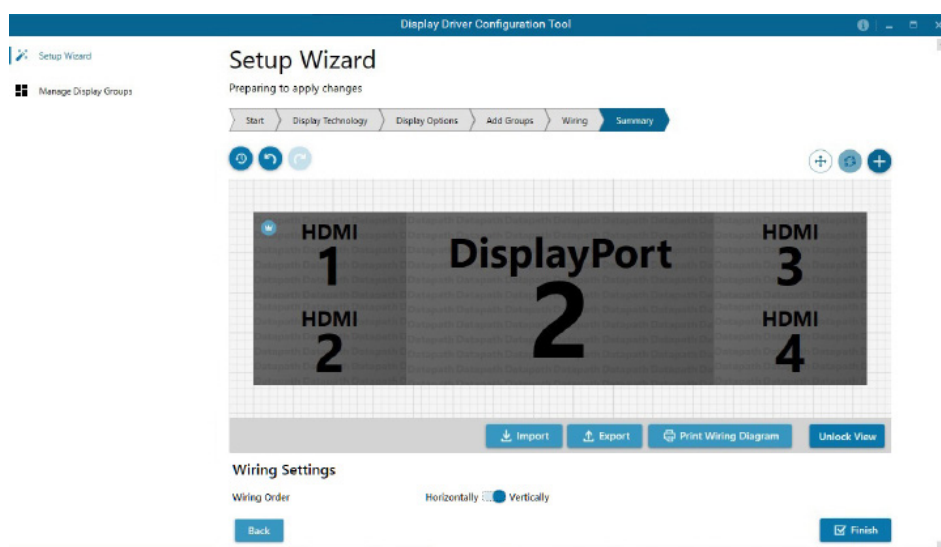 Display Driver Configuration Tool
Setup Wizard
Manage Display Groups
Setup Wizard
Preparing to apply changes
Start Display Technology Display Options Add Groups Wiring Summary
HDMI
1
HDMI
2
DisplayPort
2
HDMI
3
HDMI
4
Import Export Print Wiring Diagram Unlock View
Wiring Settings
Wiring Order Horizontally Vertically
Back Finish